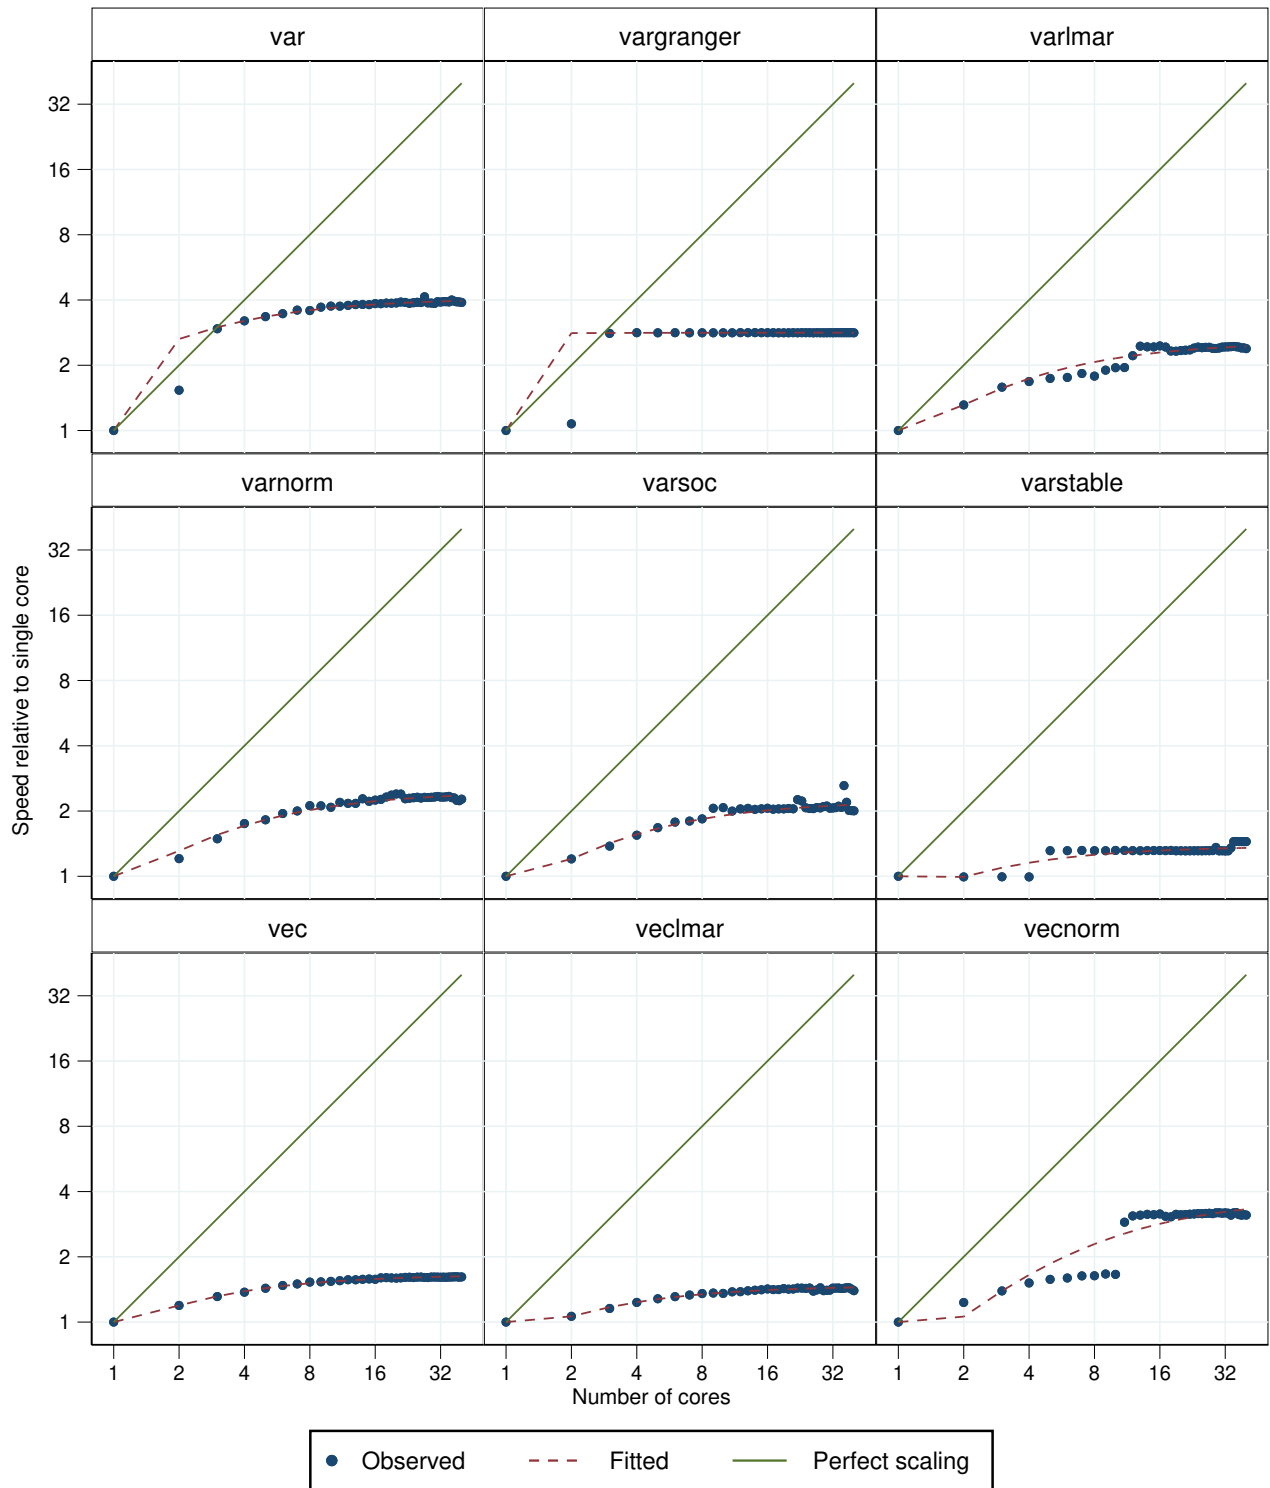 var vargranger varlmar
32
16
8
4
2
1
varnorm varsoc varstable
32
16
8
4
2
1
Speed relative to single core
vec veclmar vecnorm
32
16
8
4
2
1
1 2 4 8 16 32 1 2 4 8 16 32 1 2 4 8 16 32
Number of cores
Observed Fitted Perfect scaling